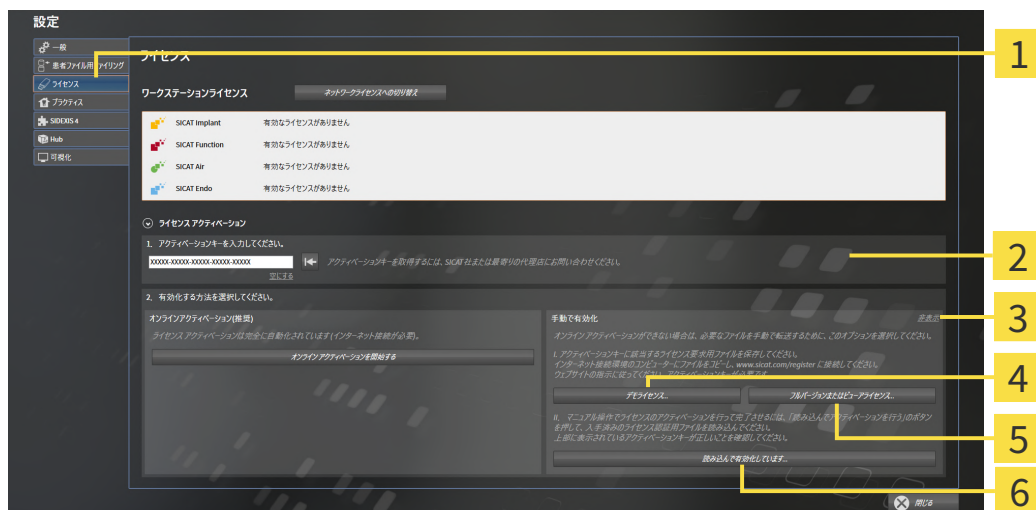 設定
一般
患者ファイル用ファイリング
ライセンス
プラクティス
SIDEXIS 4
Hub
可視化
ライセンス
ワークステーションライセンス
ネットワークライセンスへの切り替え
SICAT Implant 有効なライセンスがありません
SICAT Function 有効なライセンスがありません
SICAT Air 有効なライセンスがありません
SICAT Endo 有効なライセンスがありません
ライセンス アクティベーション
1. アクティベーションキーを入力してください。
XXXXX-XXXXX-XXXXX-XXXXX-XXXXX
アクティベーションキーを取得するには、SICAT 社または最寄りの代理店にお問い合わせください。
空にする
2. 有効化する方法を選択してください。
オンラインアクティベーション(推奨)
ライセンス アクティベーションは完全に自動化されています(インターネット接続が必要)。
オンライン アクティベーションを開始する
手動で有効化
非表示
オンラインアクティベーションができない場合は、必要なファイルを手動で転送するために、このオプションを選択してください。
I. アクティベーションキーに該当するライセンス要求用ファイルを保存してください。
インターネット接続環境のコンピューターにファイルをコピーし、www.sicat.com/register に接続してください。
ウェブサイトの指示に従ってください。アクティベーションキーが必要です。
デモライセンス...
フルバージョンまたはビューアライセンス...
II. マニュアル操作でライセンスのアクティベーションを行って完了させるには、「読み込んでアクティベーションを行う」のボタン
を押して、入手済みのライセンス認証用ファイルを読み込んでください。
上部に表示されているアクティベーションキーが正しいことを確認してください。
読み込んで有効化しています...
閉じる
1
2
3
4
5
6